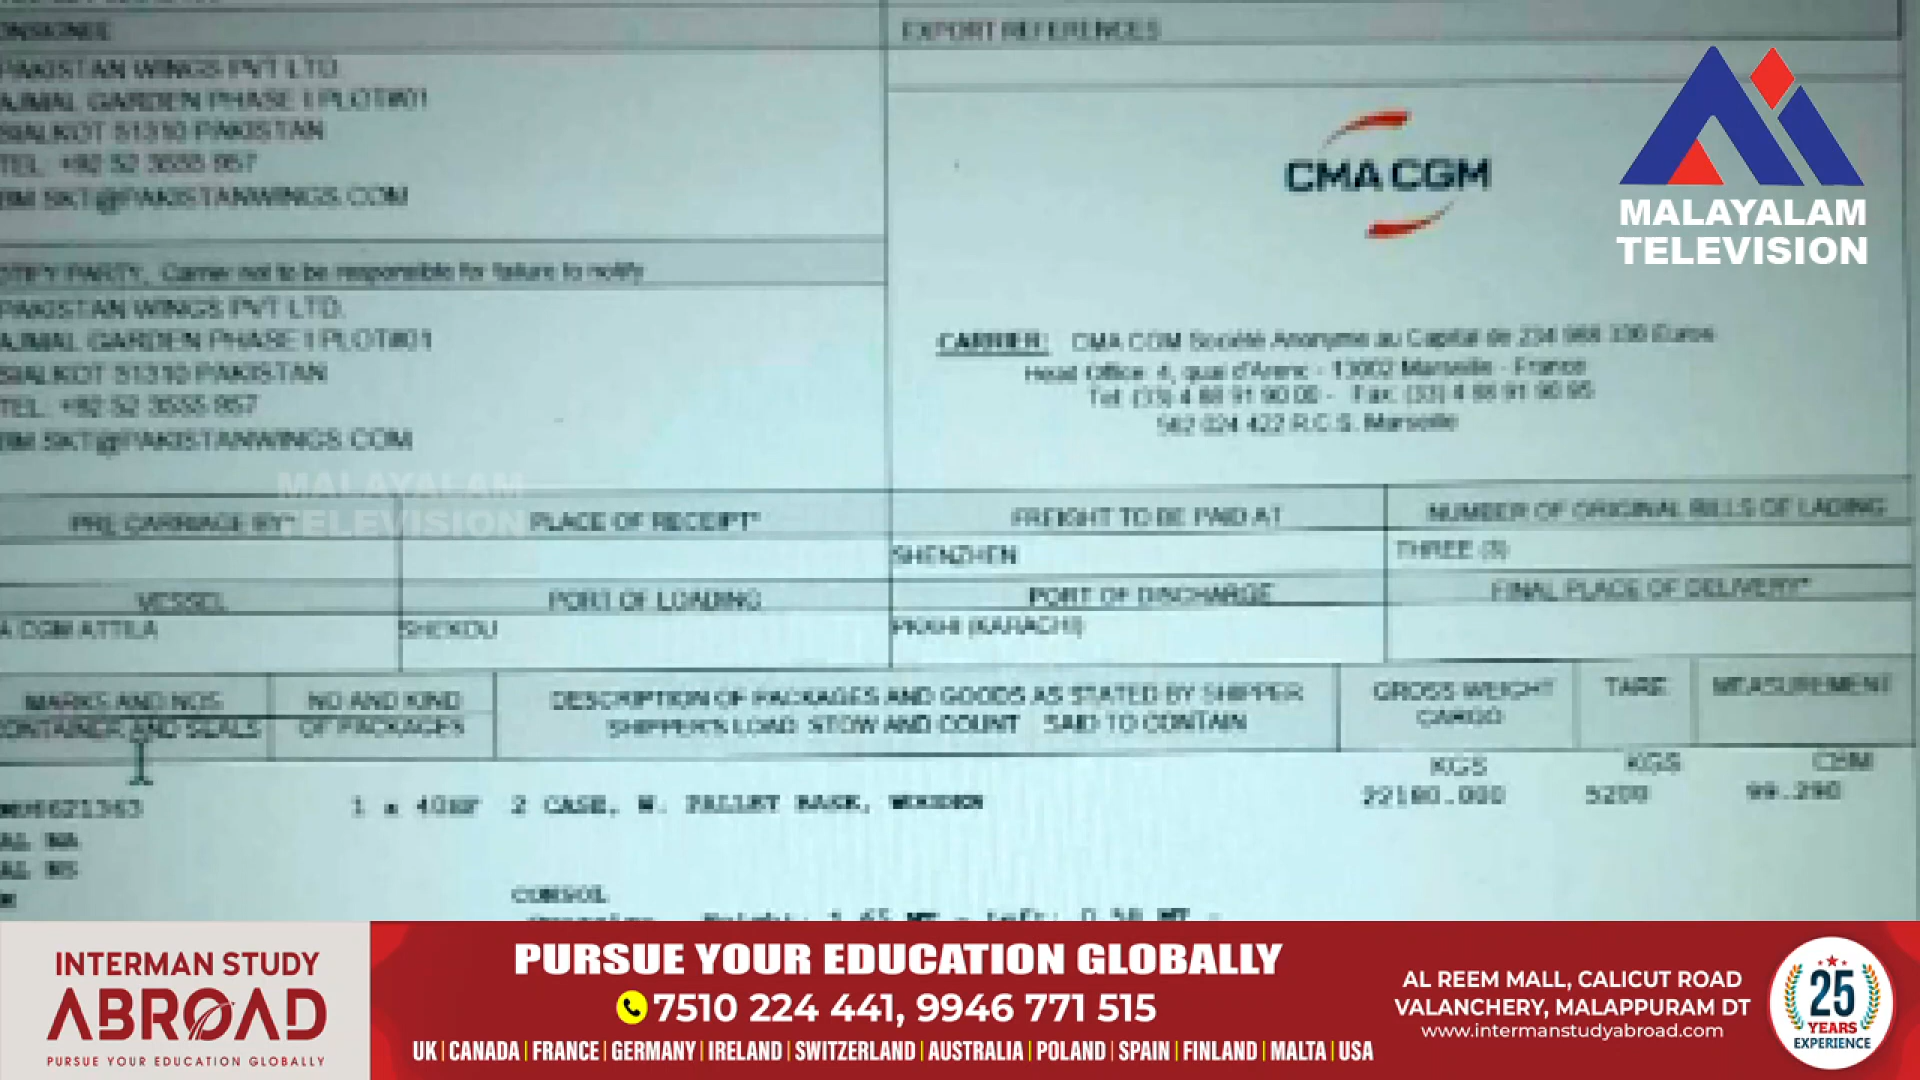 EXPORT REFERENCES
PAKISTAN WINGS PVT LTD.
AJMAL GARDEN PHASE 1 PLOT#01
SIALKOT 51310 PAKISTAN
TEL: +92 52 3555 957
BM.SKT@PAKISTANWINGS.COM
CMA CGM
MALAYALAM
TELEVISION
NOTIFY PARTY, Carrier not to be responsible for failure to notify
PAKISTAN WINGS PVT LTD.
AJMAL GARDEN PHASE 1 PLOT#01
SIALKOT 51310 PAKISTAN
TEL: +92 52 3555 957
BM.SKT@PAKISTANWINGS.COM
CARRIER: CMA CGM Société Anonyme au Capital de 234 988 330 Euros
Head Office: 4, quai d'Arenc - 13002 Marseille - France
Tel: (33) 4 88 91 90 00 - Fax: (33) 4 88 91 90 95
562 024 422 R.C.S. Marseille
MALAYALAM
TELEVISION
PRE CARRIAGE BY* PLACE OF RECEIPT* FREIGHT TO BE PAID AT NUMBER OF ORIGINAL BILLS OF LADING
SHENZHEN THREE (3)
VESSEL PORT OF LOADING PORT OF DISCHARGE FINAL PLACE OF DELIVERY*
A CGM ATTILA SHEKOU (KARACHI)
MARKS AND NOS NO AND KIND DESCRIPTION OF PACKAGES AND GOODS AS STATED BY SHIPPER GROSS WEIGHT TARE MEASUREMENT
CONTAINER AND SEALS OF PACKAGES SHIPPER'S LOAD STOW AND COUNT SAID TO CONTAIN CARGO
KGS KGS CBM
6621363 1 x 40HF 2 CASE, W. PALLET BASE, WOODEN 22180.000 5200 99.290
CONSOL
INTERMAN STUDY
ABROAD
PURSUE YOUR EDUCATION GLOBALLY
PURSUE YOUR EDUCATION GLOBALLY
7510 224 441, 9946 771 515
UK | CANADA | FRANCE | GERMANY | IRELAND | SWITZERLAND | AUSTRALIA | POLAND | SPAIN | FINLAND | MALTA | USA
AL REEM MALL, CALICUT ROAD
VALANCHERY, MALAPPURAM DT
www.intermanstudyabroad.com
25
YEARS
EXPERIENCE